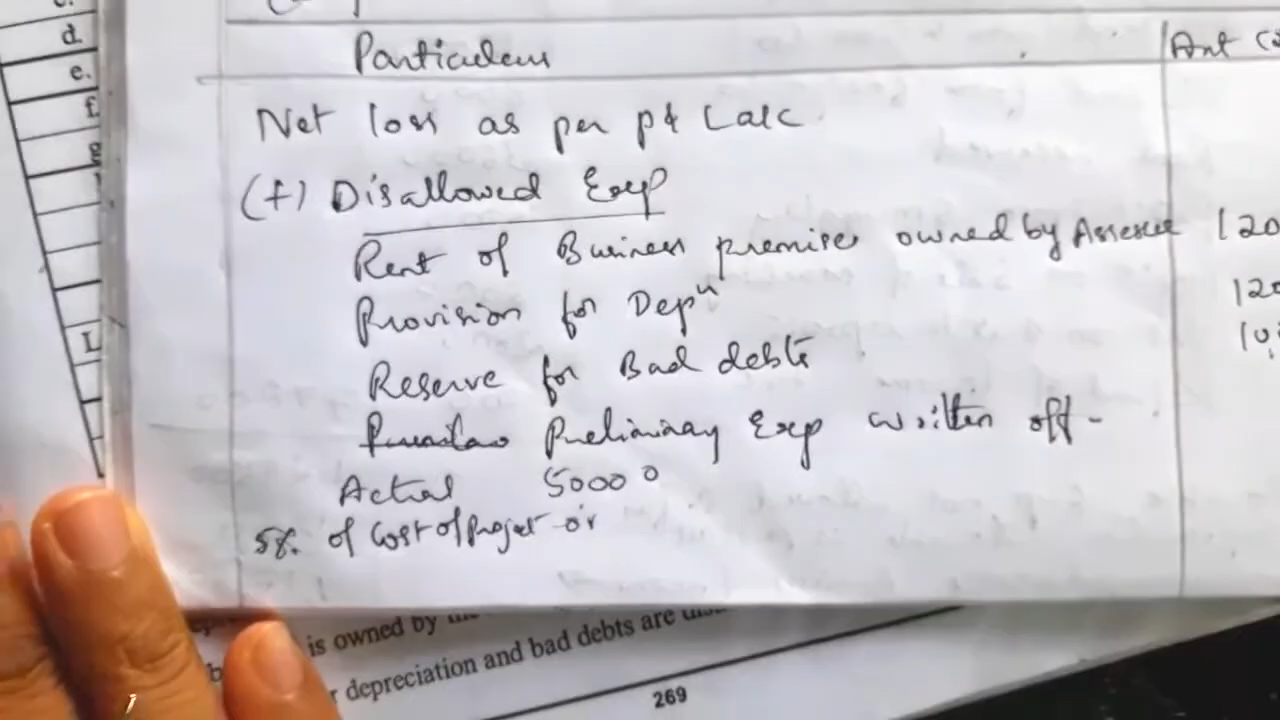 d.
e.
f
g
L
Particulars Amt
Net loss as per P & L a/c
(+) Disallowed Exp
Rent of Business premises owned by Assessee 120
Provision for Depn 120
Reserve for Bad debts 10
Preliminary Exp written off -
Actual 50000
5% of Cost of Project or
is owned by
r depreciation and bad debts are
269